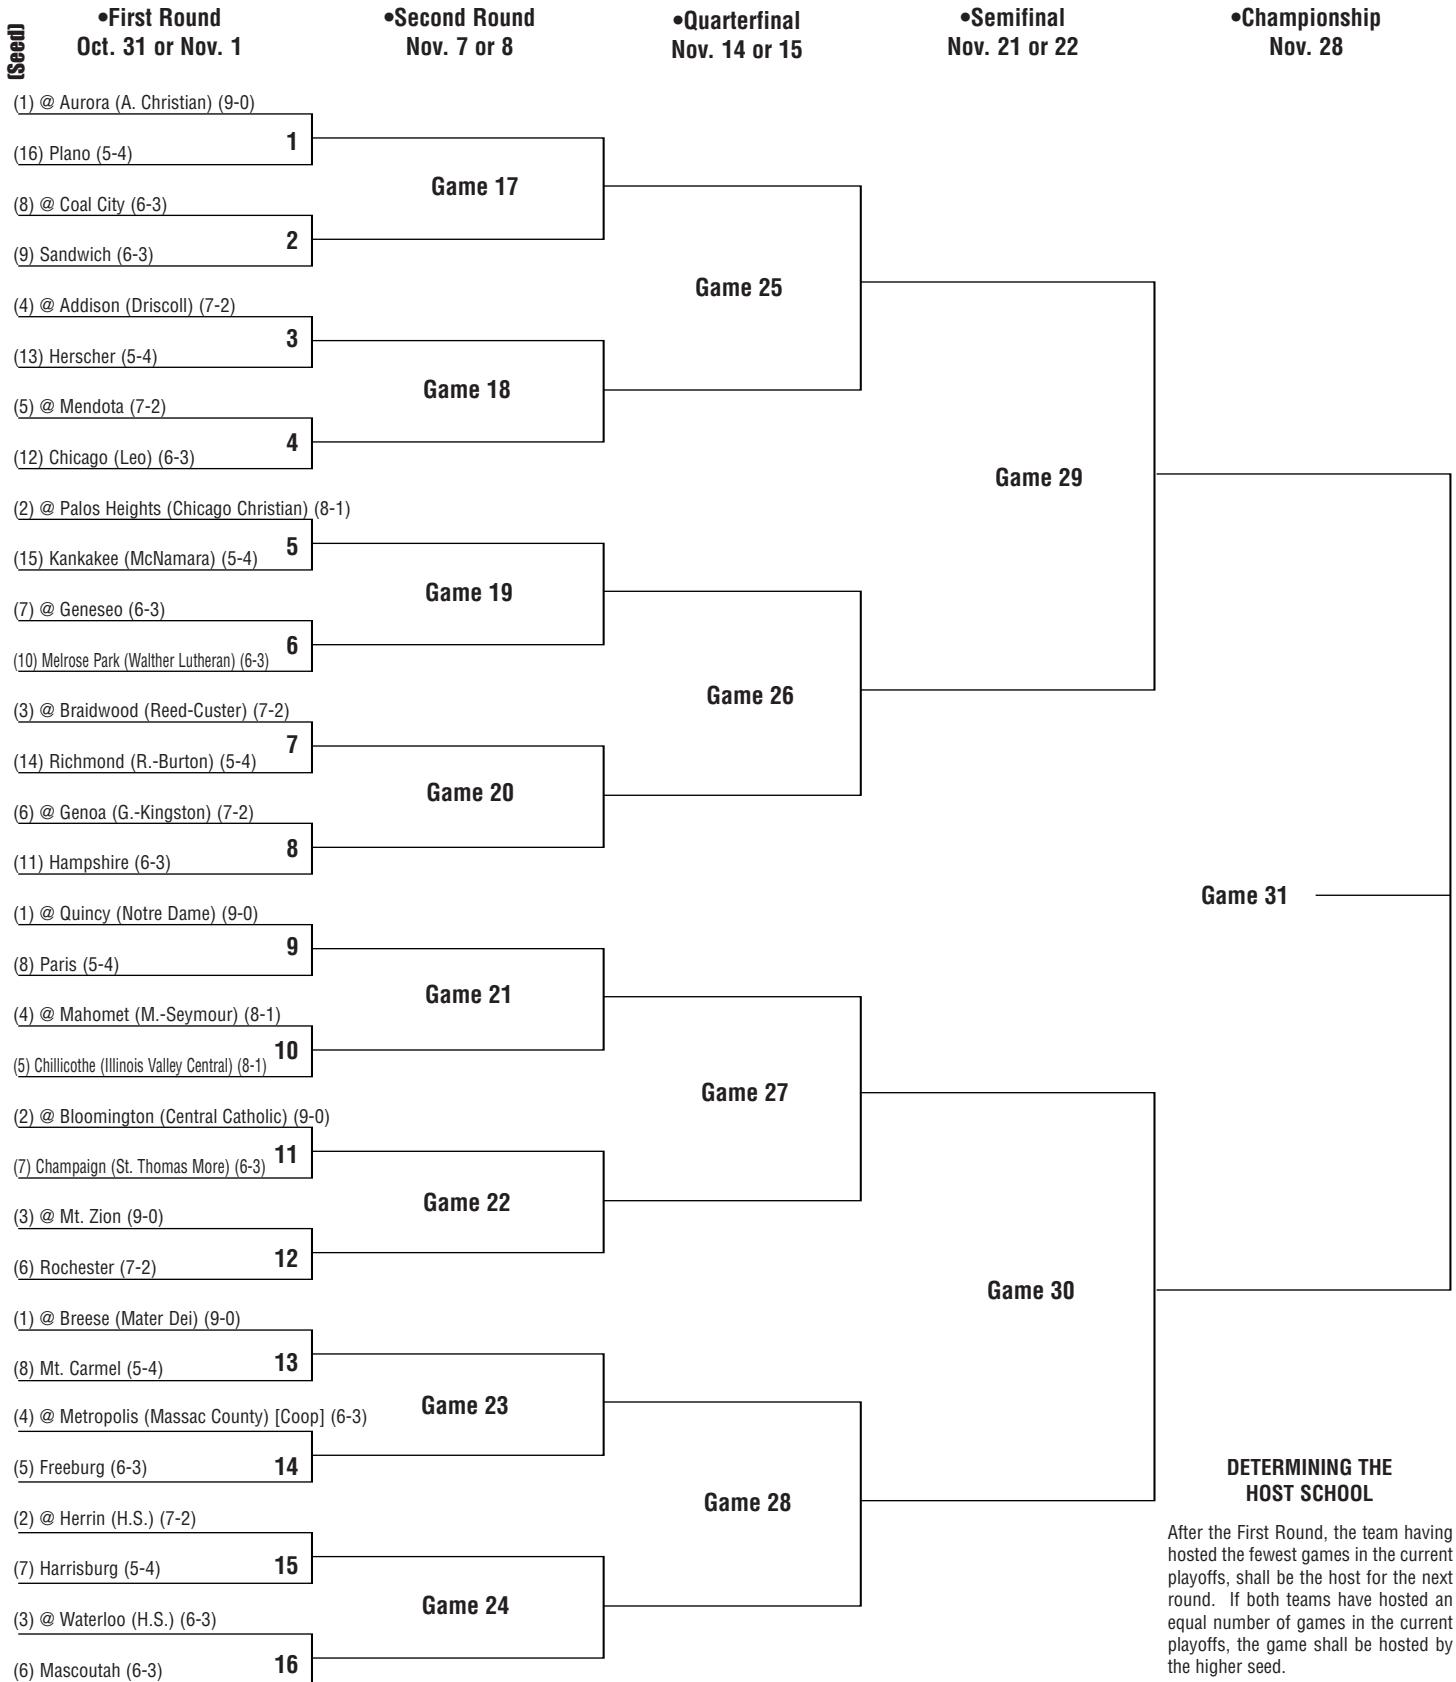 (Seed)
•First Round
Oct. 31 or Nov. 1
•Second Round
Nov. 7 or 8
•Quarterfinal
Nov. 14 or 15
•Semifinal
Nov. 21 or 22
•Championship
Nov. 28
(1) @ Aurora (A. Christian) (9-0)
1
(16) Plano (5-4)
Game 17
(8) @ Coal City (6-3)
2
(9) Sandwich (6-3)
Game 25
(4) @ Addison (Driscoll) (7-2)
3
(13) Herscher (5-4)
Game 18
(5) @ Mendota (7-2)
4
(12) Chicago (Leo) (6-3)
Game 29
(2) @ Palos Heights (Chicago Christian) (8-1)
5
(15) Kankakee (McNamara) (5-4)
Game 19
(7) @ Geneseo (6-3)
6
(10) Melrose Park (Walther Lutheran) (6-3)
Game 26
(3) @ Braidwood (Reed-Custer) (7-2)
7
(14) Richmond (R.-Burton) (5-4)
Game 20
(6) @ Genoa (G.-Kingston) (7-2)
8
(11) Hampshire (6-3)
Game 31
(1) @ Quincy (Notre Dame) (9-0)
9
(8) Paris (5-4)
Game 21
(4) @ Mahomet (M.-Seymour) (8-1)
10
(5) Chillicothe (Illinois Valley Central) (8-1)
Game 27
(2) @ Bloomington (Central Catholic) (9-0)
11
(7) Champaign (St. Thomas More) (6-3)
Game 22
(3) @ Mt. Zion (9-0)
12
(6) Rochester (7-2)
Game 30
(1) @ Breese (Mater Dei) (9-0)
13
(8) Mt. Carmel (5-4)
Game 23
(4) @ Metropolis (Massac County) [Coop] (6-3)
14
(5) Freeburg (6-3)
Game 28
(2) @ Herrin (H.S.) (7-2)
15
(7) Harrisburg (5-4)
Game 24
(3) @ Waterloo (H.S.) (6-3)
16
(6) Mascoutah (6-3)
DETERMINING THE
HOST SCHOOL
After the First Round, the team having
hosted the fewest games in the current
playoffs, shall be the host for the next
round. If both teams have hosted an
equal number of games in the current
playoffs, the game shall be hosted by
the higher seed.